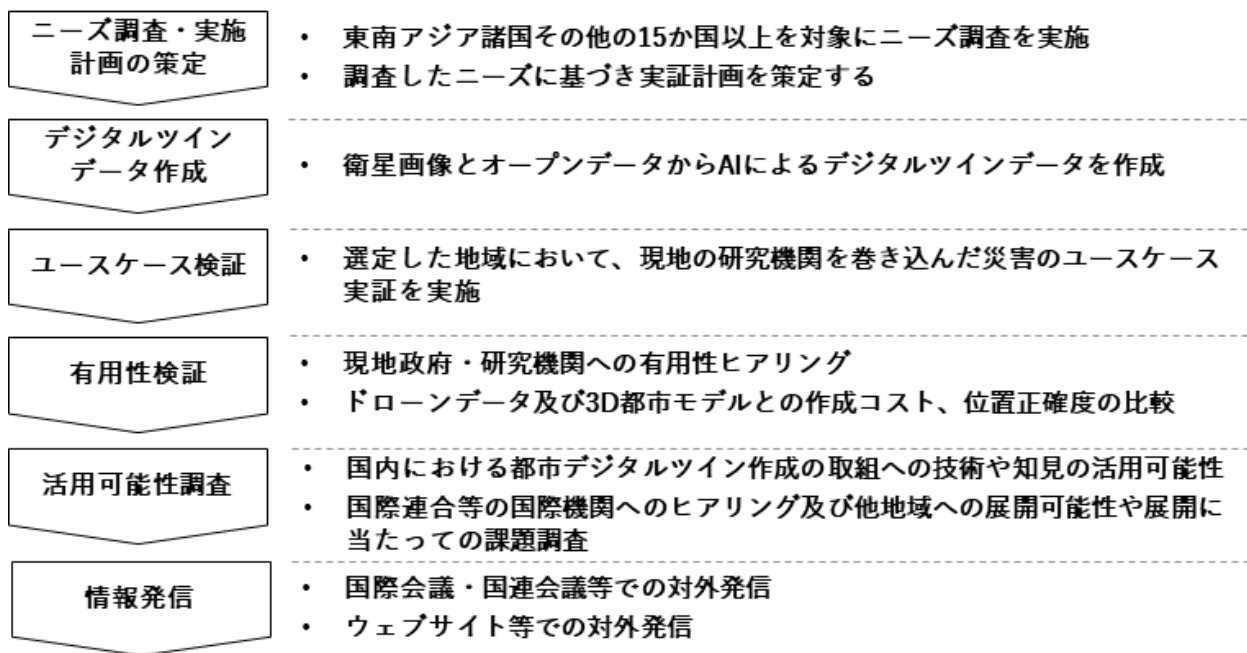 ニーズ調査・実施
計画の策定
・ 東南アジア諸国その他の15か国以上を対象にニーズ調査を実施
・ 調査したニーズに基づき実証計画を策定する
デジタルツイン
データ作成
・ 衛星画像とオープンデータからAIによるデジタルツインデータを作成
ユースケース検証
・ 選定した地域において、現地の研究機関を巻き込んだ災害のユースケース
実証を実施
有用性検証
・ 現地政府・研究機関への有用性ヒアリング
・ ドローンデータ及び3D都市モデルとの作成コスト、位置正確度の比較
活用可能性調査
・ 国内における都市デジタルツイン作成の取組への技術や知見の活用可能性
・ 国際連合等の国際機関へのヒアリング及び他地域への展開可能性や展開に
当たっての課題調査
情報発信
・ 国際会議・国連会議等での対外発信
・ ウェブサイト等での対外発信